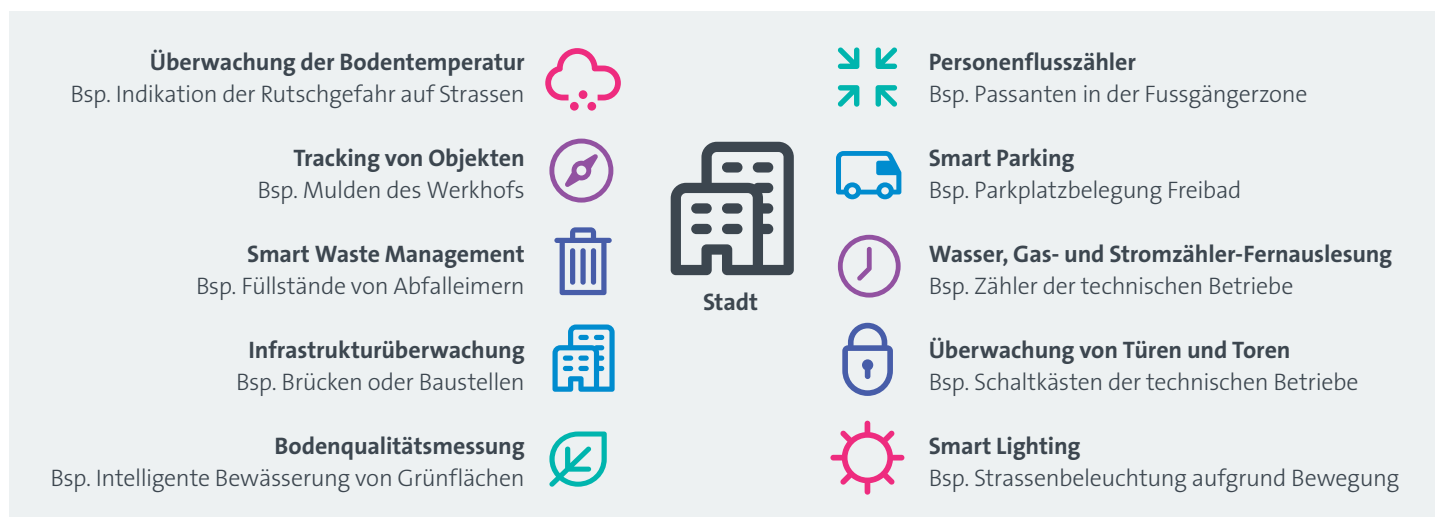 Überwachung der Bodentemperatur
Bsp. Indikation der Rutschgefahr auf Strassen
Tracking von Objekten
Bsp. Mulden des Werkhofs
Smart Waste Management
Bsp. Füllstände von Abfalleimern
Infrastrukturüberwachung
Bsp. Brücken oder Baustellen
Bodenqualitätsmessung
Bsp. Intelligente Bewässerung von Grünflächen
Stadt
Personenflusszähler
Bsp. Passanten in der Fussgängerzone
Smart Parking
Bsp. Parkplatzbelegung Freibad
Wasser, Gas- und Stromzähler-Fernauslesung
Bsp. Zähler der technischen Betriebe
Überwachung von Türen und Toren
Bsp. Schaltkästen der technischen Betriebe
Smart Lighting
Bsp. Strassenbeleuchtung aufgrund Bewegung